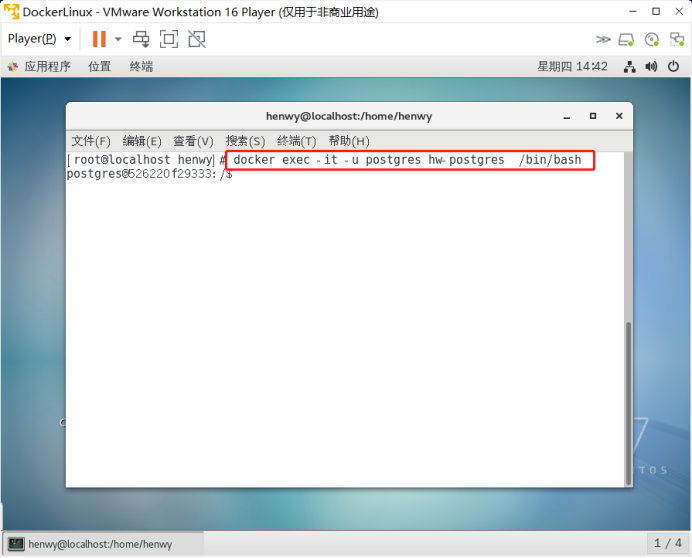 DockerLinux - VMware Workstation 16 Player (仅用于非商业用途)
Player(P)
应用程序 位置 终端 星期四 14:42
henwy@localhost:/home/henwy
文件(F) 编辑(E) 查看(V) 搜索(S) 终端(T) 帮助(H)
[root@localhost henwy]# docker exec -it -u postgres hw-postgres /bin/bash
postgres@526220f29333:/$
7
TOS
henwy@localhost:/home/henwy
1 / 4